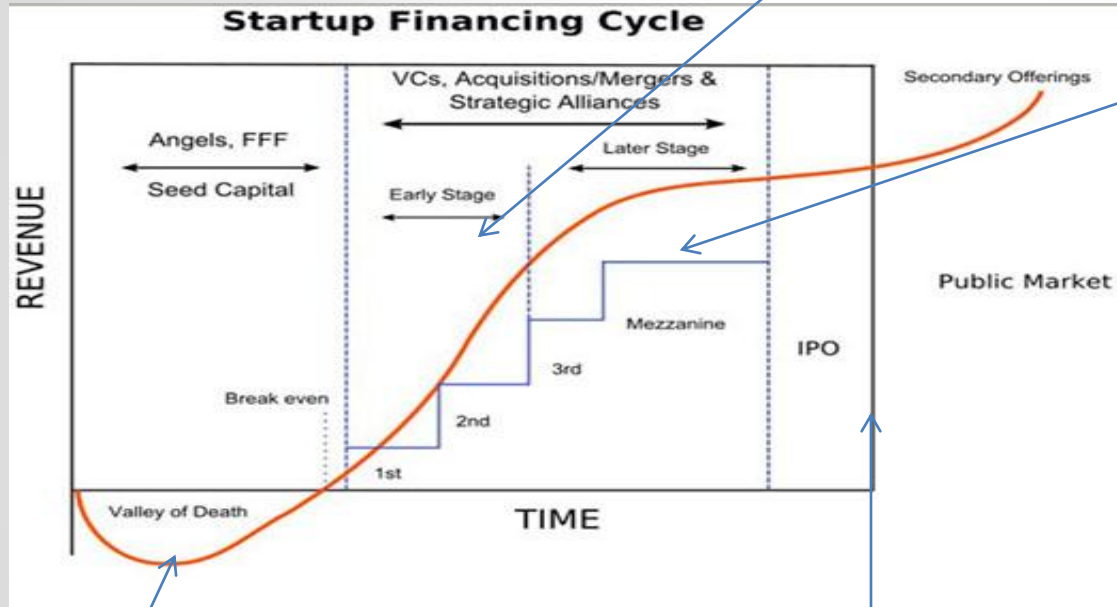 Startup Financing Cycle
VCs, Acquisitions/Mergers &
Strategic Alliances
Secondary Offerings
Angels, FFF
Seed Capital
Later Stage
Early Stage
REVENUE
Public Market
Mezzanine
IPO
3rd
Break even
2nd
1st
Valley of Death
TIME